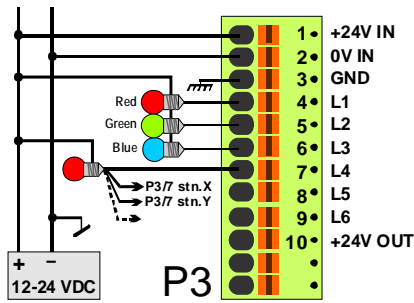 1 +24V IN
2 0V IN
3 GND
Red 4 L1
Green 5 L2
Blue 6 L3
7 L4
P3/7 stn.X
8 L5
P3/7 stn.Y
9 L6
10 +24V OUT
+ −
12-24 VDC
P3